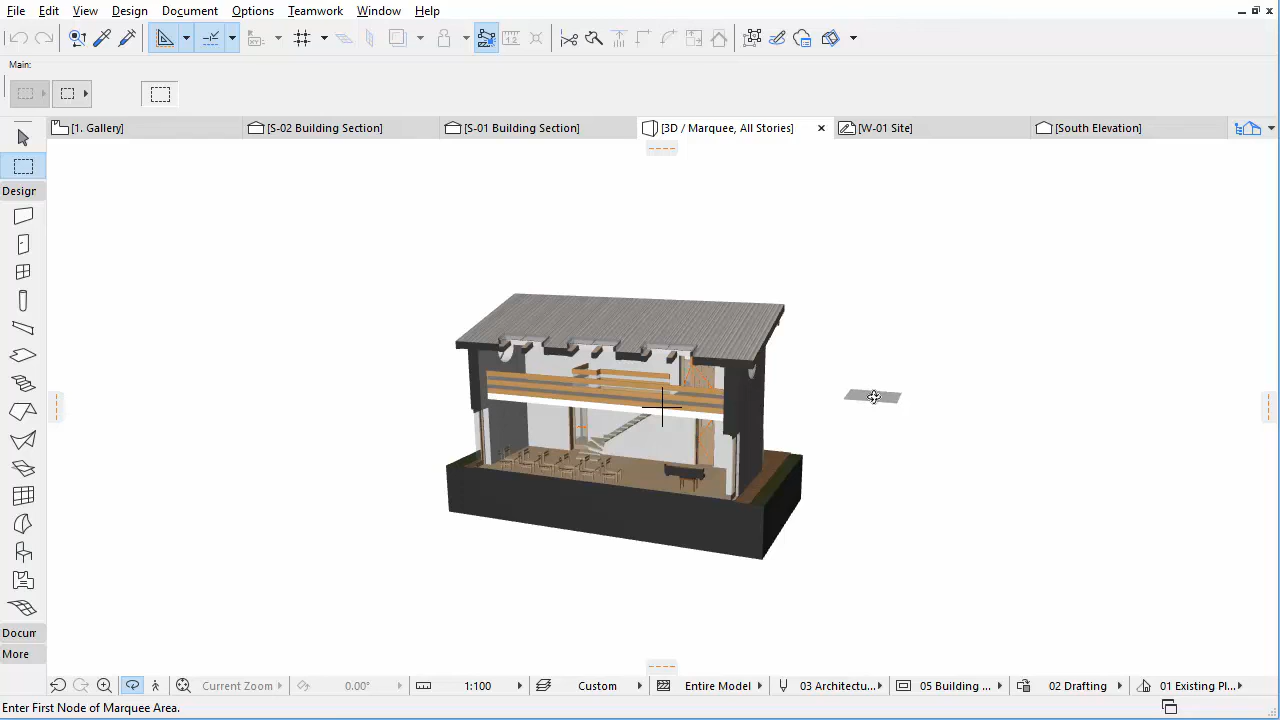 File Edit View Design Document Options Teamwork Window Help
Main:
[1. Gallery] [S-02 Building Section] [S-01 Building Section] [3D / Marquee, All Stories] [W-01 Site] [South Elevation]
Design
Docum
More
Current Zoom 0.00° 1:100 Custom Entire Model 03 Architectu... 05 Building ... 02 Drafting 01 Existing Pl...
Enter First Node of Marquee Area.